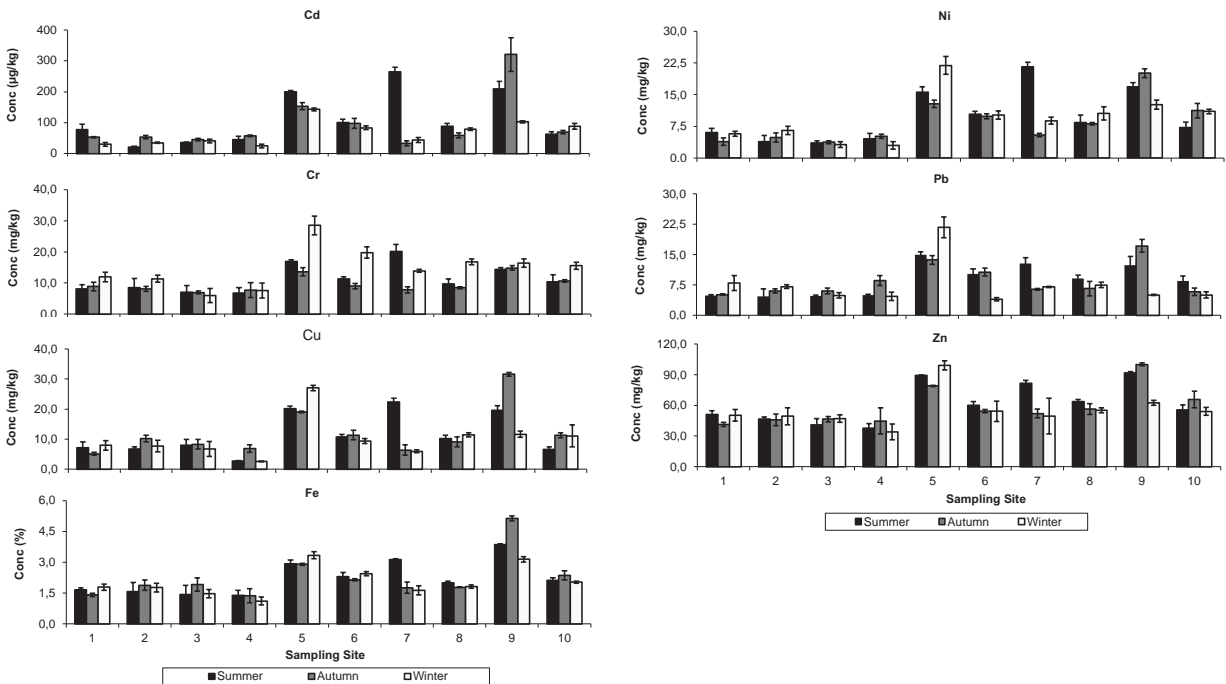 Cd
Conc (µg/kg)
400
300
200
100
0
Cr
Conc (mg/kg)
40,0
30,0
20,0
10,0
0,0
Cu
Conc (mg/kg)
40,0
30,0
20,0
10,0
0,0
Fe
Conc (%)
6,0
4,5
3,0
1,5
0,0
1 2 3 4 5 6 7 8 9 10
Sampling Site
Summer Autumn Winter
Ni
Conc (mg/kg)
30,0
22,5
15,0
7,5
0,0
Pb
Conc (mg/kg)
30,0
22,5
15,0
7,5
0,0
Zn
Conc (mg/kg)
120,0
90,0
60,0
30,0
0,0
1 2 3 4 5 6 7 8 9 10
Sampling Site
Summer Autumn Winter